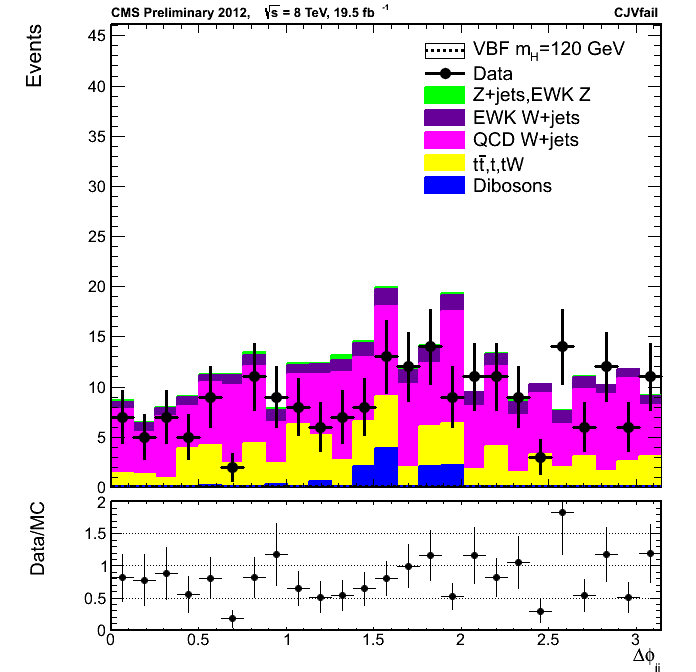 CMS Preliminary 2012, √s = 8 TeV, 19.5 fb⁻¹ CJVfail
Events
45
40
35
30
25
20
15
10
5
0
VBF m_H=120 GeV
Data
Z+jets,EWK Z
EWK W+jets
QCD W+jets
tt̄,t,tW
Dibosons
Data/MC
2
1.5
1
0.5
0
0 0.5 1 1.5 2 2.5 3
Δϕ_jj